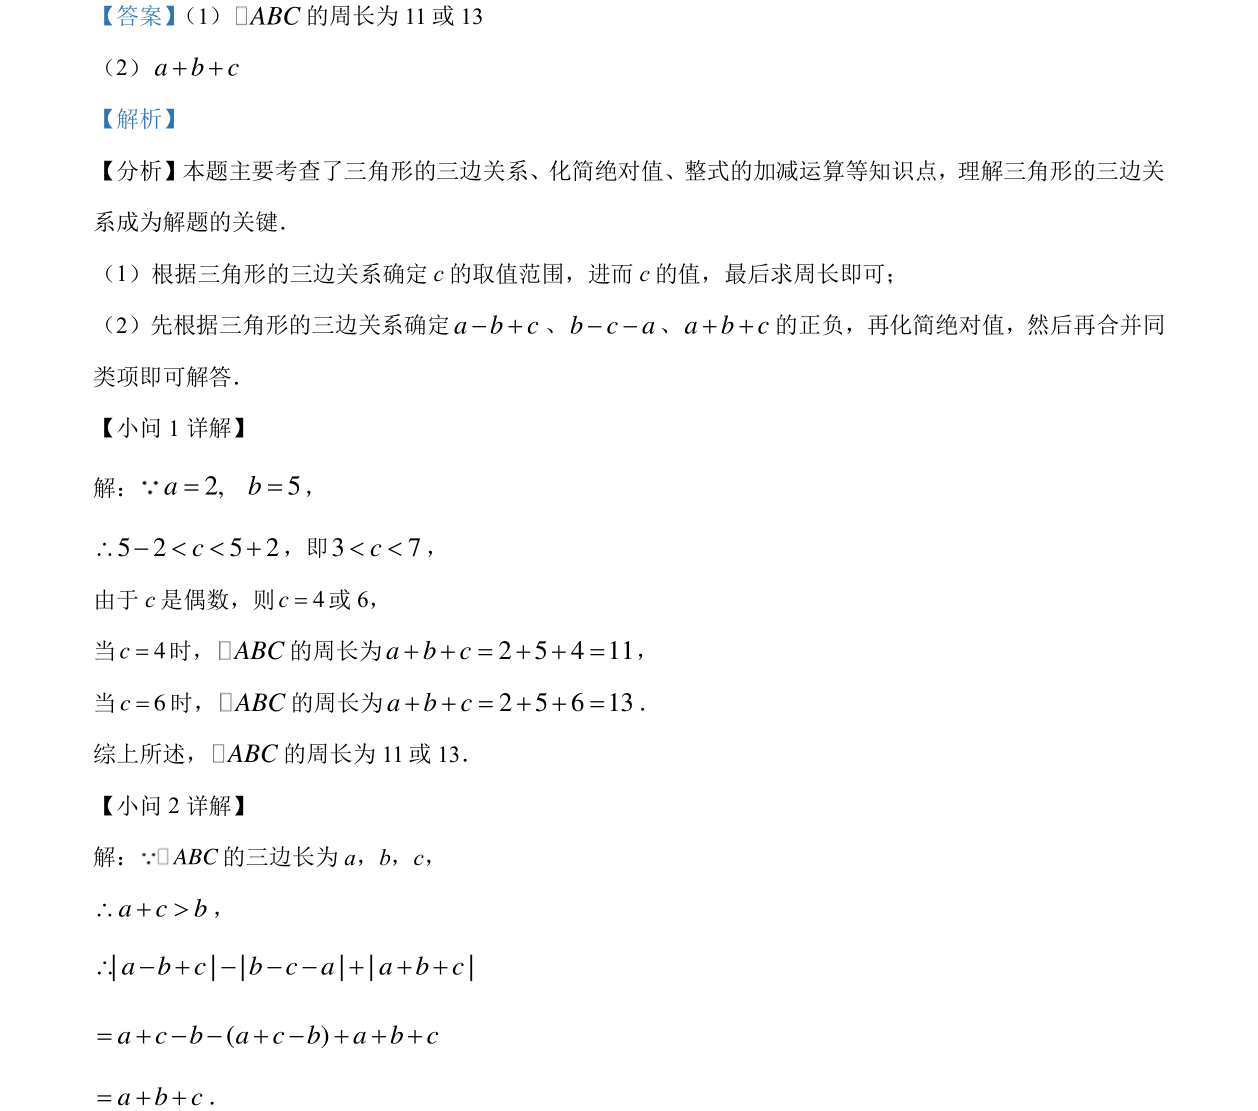 【答案】（1）□ABC 的周长为 11 或 13
（2）a+b+c
【解析】
【分析】本题主要考查了三角形的三边关系、化简绝对值、整式的加减运算等知识点，理解三角形的三边关
系成为解题的关键．
（1）根据三角形的三边关系确定 c 的取值范围，进而 c 的值，最后求周长即可；
（2）先根据三角形的三边关系确定 a−b+c 、b−c−a 、a+b+c 的正负，再化简绝对值，然后再合并同
类项即可解答．
【小问 1 详解】
解：∵a=2, b=5，
∴5−2<c<5+2，即3<c<7，
由于 c 是偶数，则c=4或 6，
当c=4时，□ABC 的周长为a+b+c=2+5+4=11，
当c=6时，□ABC 的周长为a+b+c=2+5+6=13．
综上所述，□ABC 的周长为 11 或 13．
【小问 2 详解】
解：∵□ABC 的三边长为 a，b，c，
∴a+c>b，
∴|a−b+c|−|b−c−a|+|a+b+c|
=a+c−b−(a+c−b)+a+b+c
=a+b+c．